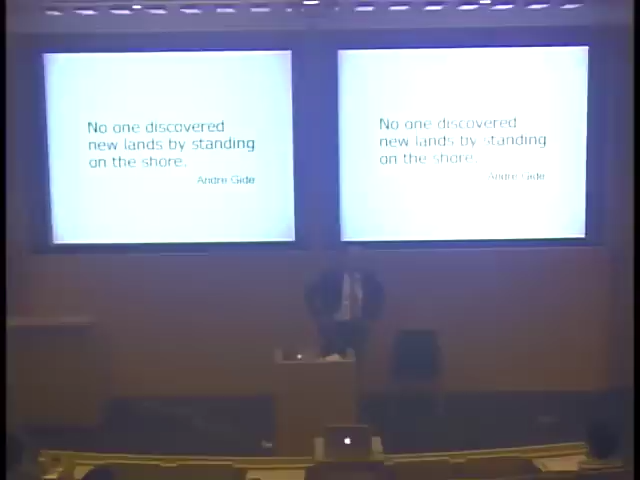 No one discovered
new lands by standing
on the shore.
Andre Gide
No one discovered
new lands by standing
on the shore.
Andre Gide